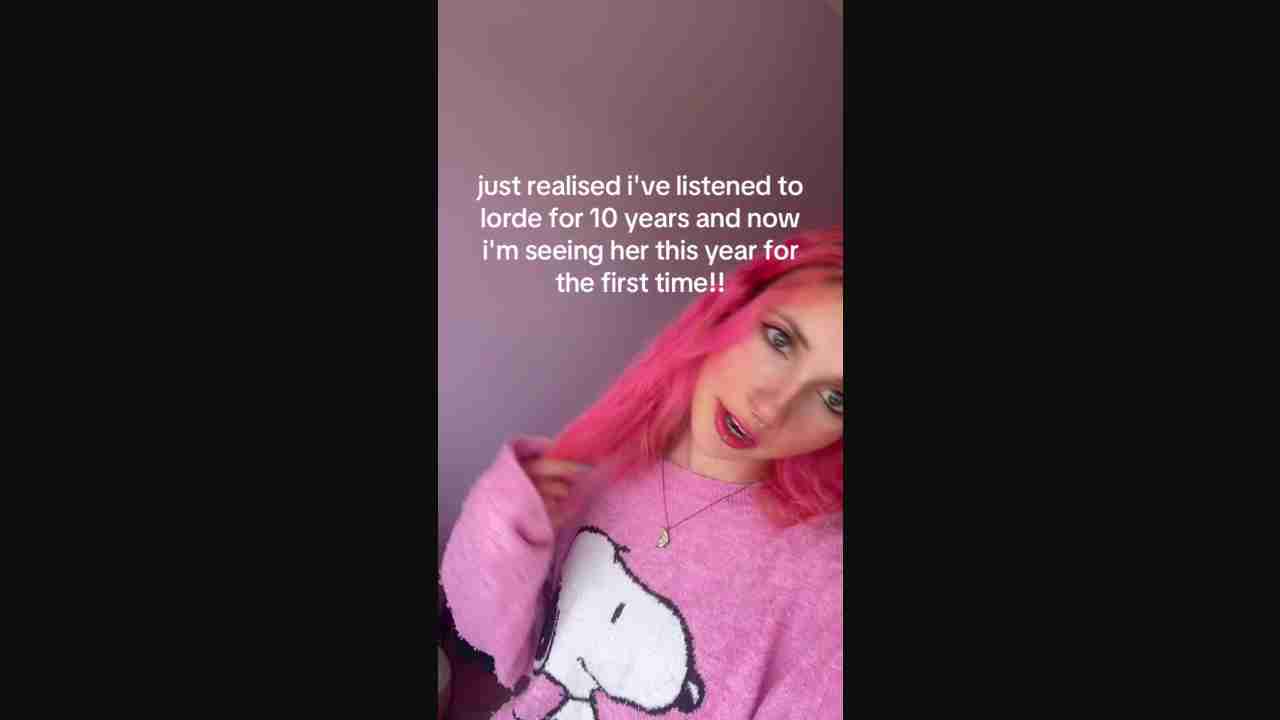 just realised i've listened to
lorde for 10 years and now
i'm seeing her this year for
the first time!!